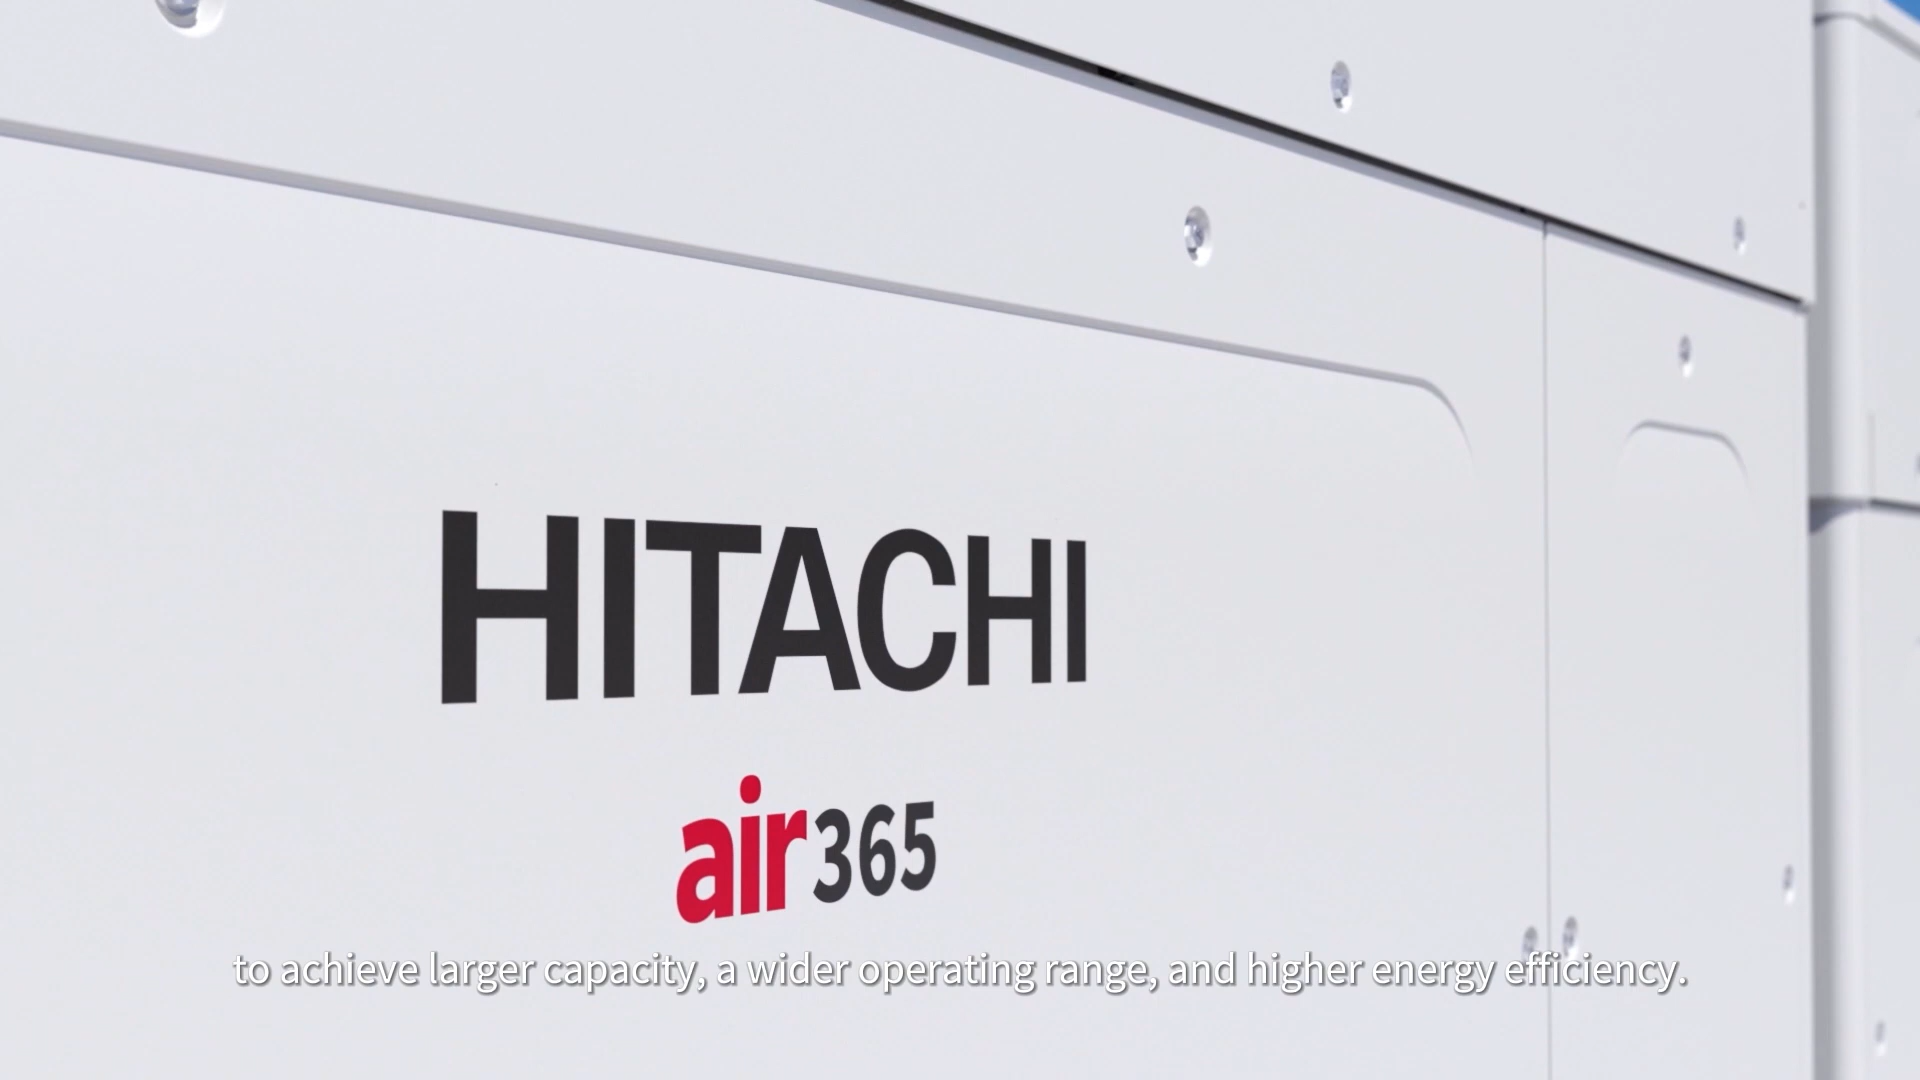 HITACHI
air365
to achieve larger capacity, a wider operating range, and higher energy efficiency.